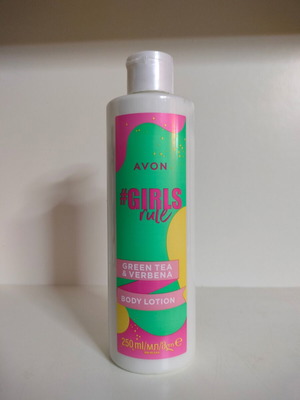 AVON
#GIRLS
rule
GREEN TEA
& VERBENA
BODY LOTION
250 ml/мл/